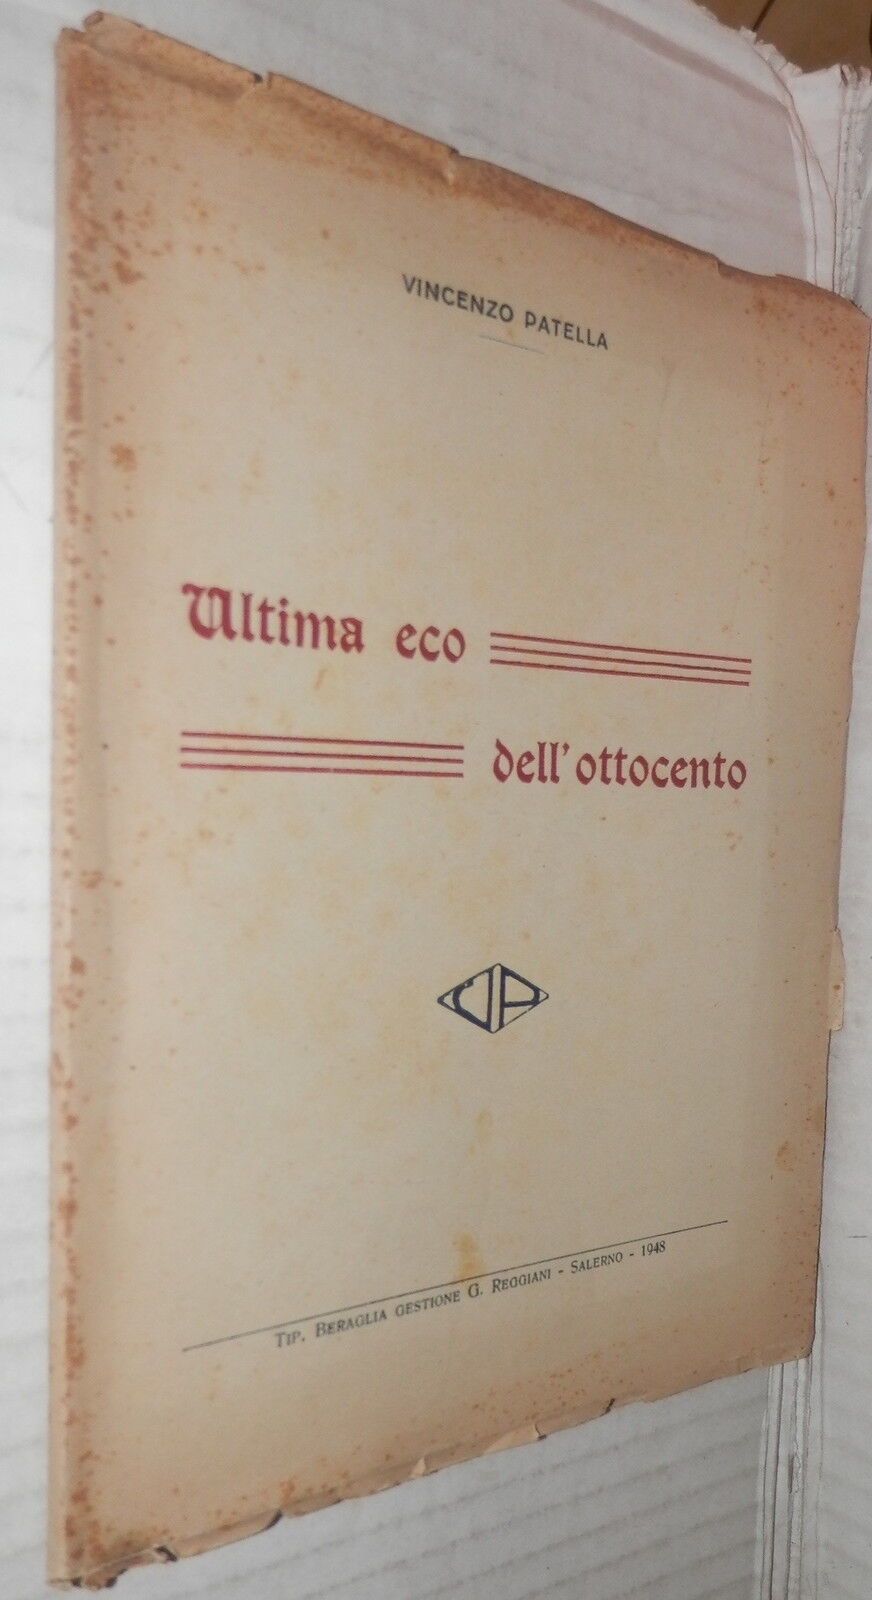 VINCENZO PATELLA
Ultima eco
dell'ottocento
VP
TIP. BERAGLIA GESTIONE G. REGGIANI - SALERNO - 1948